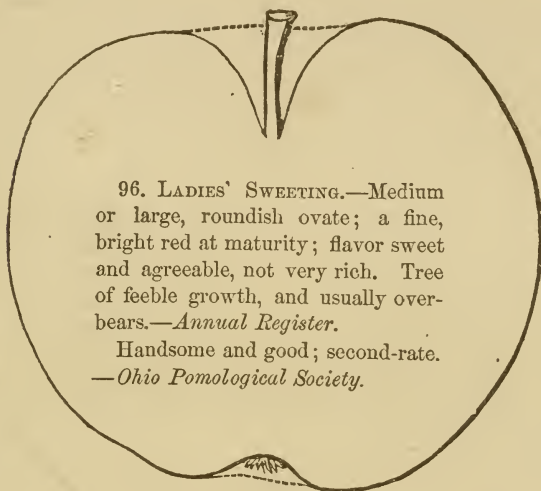 96. LADIES' SWEETING.—Medium
or large, roundish ovate; a fine,
bright red at maturity; flavor sweet
and agreeable, not very rich. Tree
of feeble growth, and usually over-
bears.—Annual Register.
Handsome and good; second-rate.
—Ohio Pomological Society.